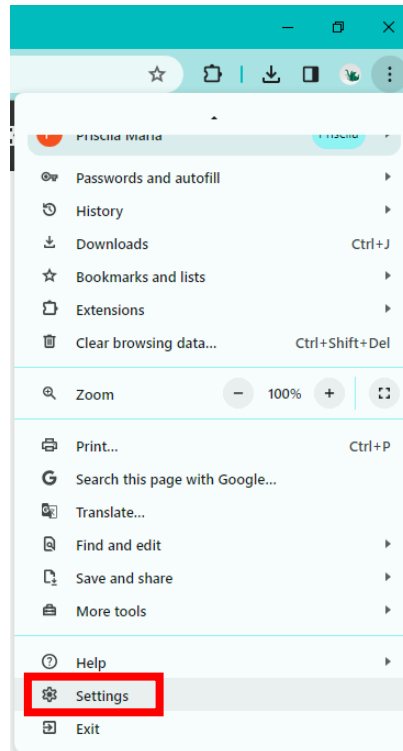 Priscila Maria Priscila
Passwords and autofill
History
Downloads Ctrl+J
Bookmarks and lists
Extensions
Clear browsing data... Ctrl+Shift+Del
Zoom − 100% +
Print... Ctrl+P
G Search this page with Google...
Translate...
Find and edit
Save and share
More tools
Help
Settings
Exit